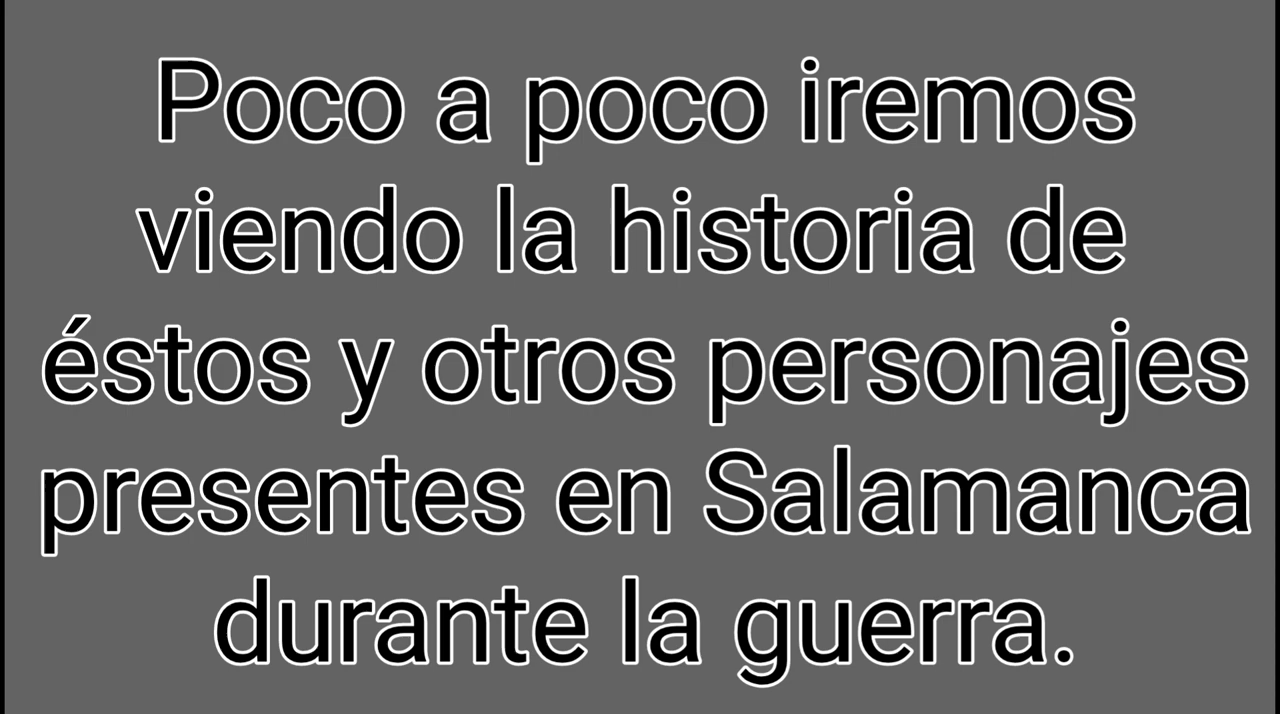 Poco a poco iremos
viendo la historia de
éstos y otros personajes
presentes en Salamanca
durante la guerra.